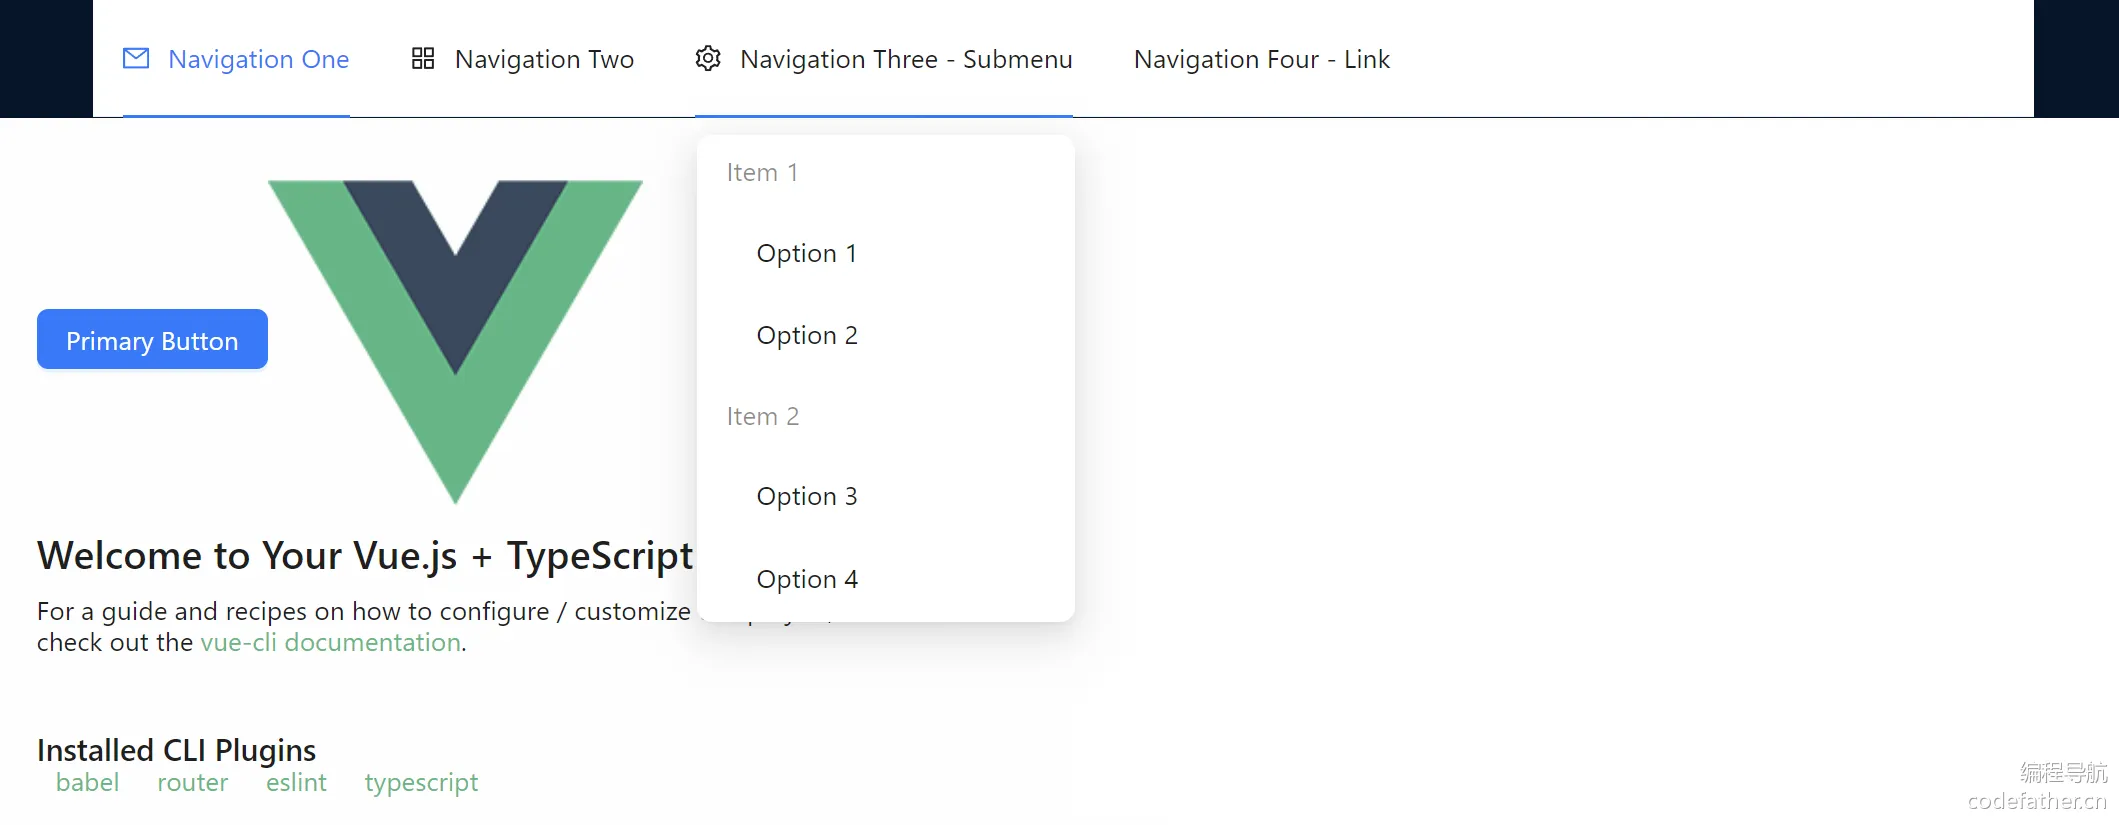 Navigation One
Navigation Two
Navigation Three - Submenu
Navigation Four - Link
Item 1
Option 1
Option 2
Item 2
Option 3
Option 4
Primary Button
Welcome to Your Vue.js + TypeScript
For a guide and recipes on how to configure / customize
check out the vue-cli documentation.
Installed CLI Plugins
babel router eslint typescript
编程导航
codefather.cn